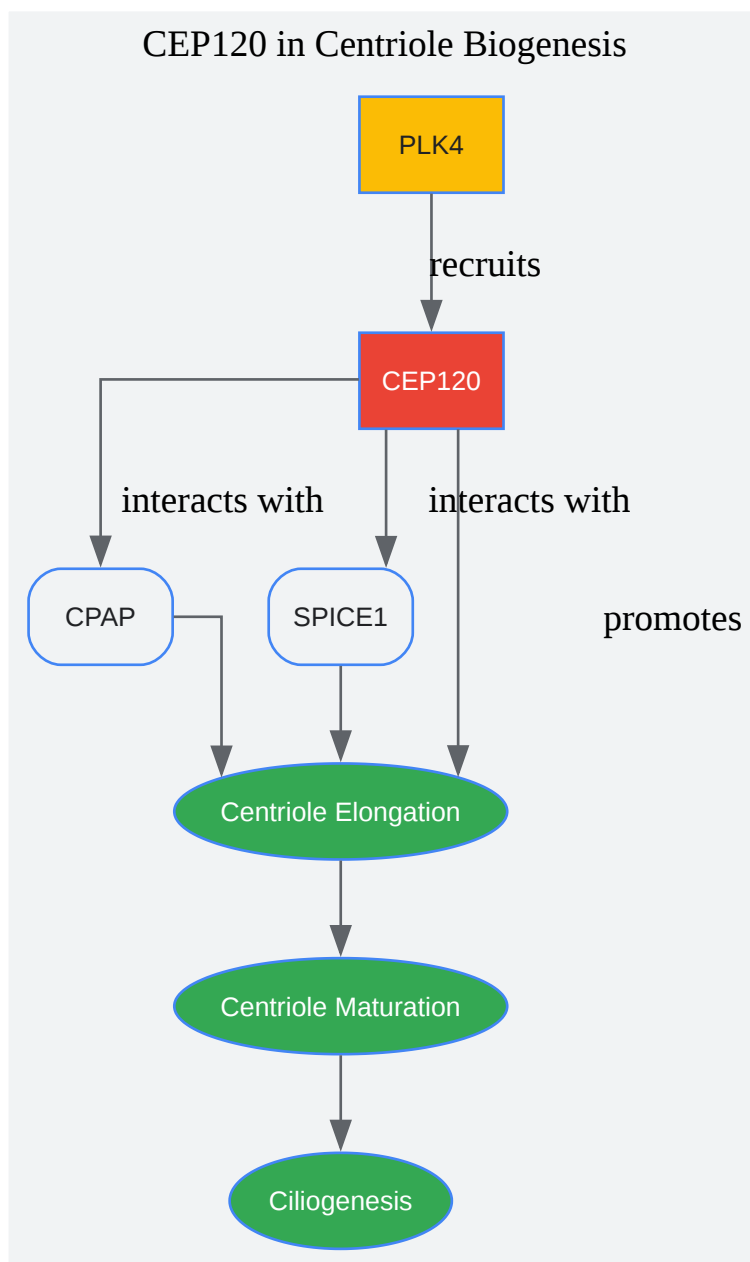 CEP120 in Centriole Biogenesis
PLK4
recruits
CEP120
interacts with
interacts with
CPAP
SPICE1
promotes
Centriole Elongation
Centriole Maturation
Ciliogenesis